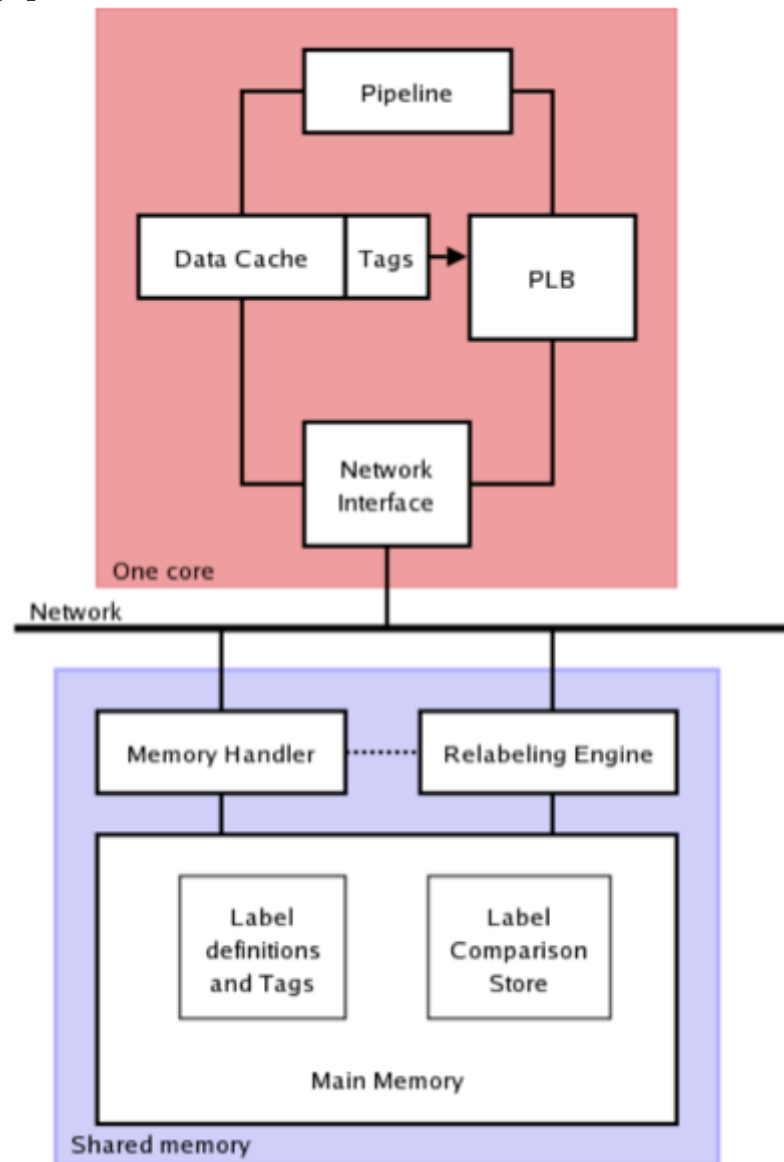 Pipeline
Data Cache
Tags
PLB
Network
Interface
One core
Network
Memory Handler
Relabeling Engine
Label
definitions
and Tags
Label
Comparison
Store
Main Memory
Shared memory